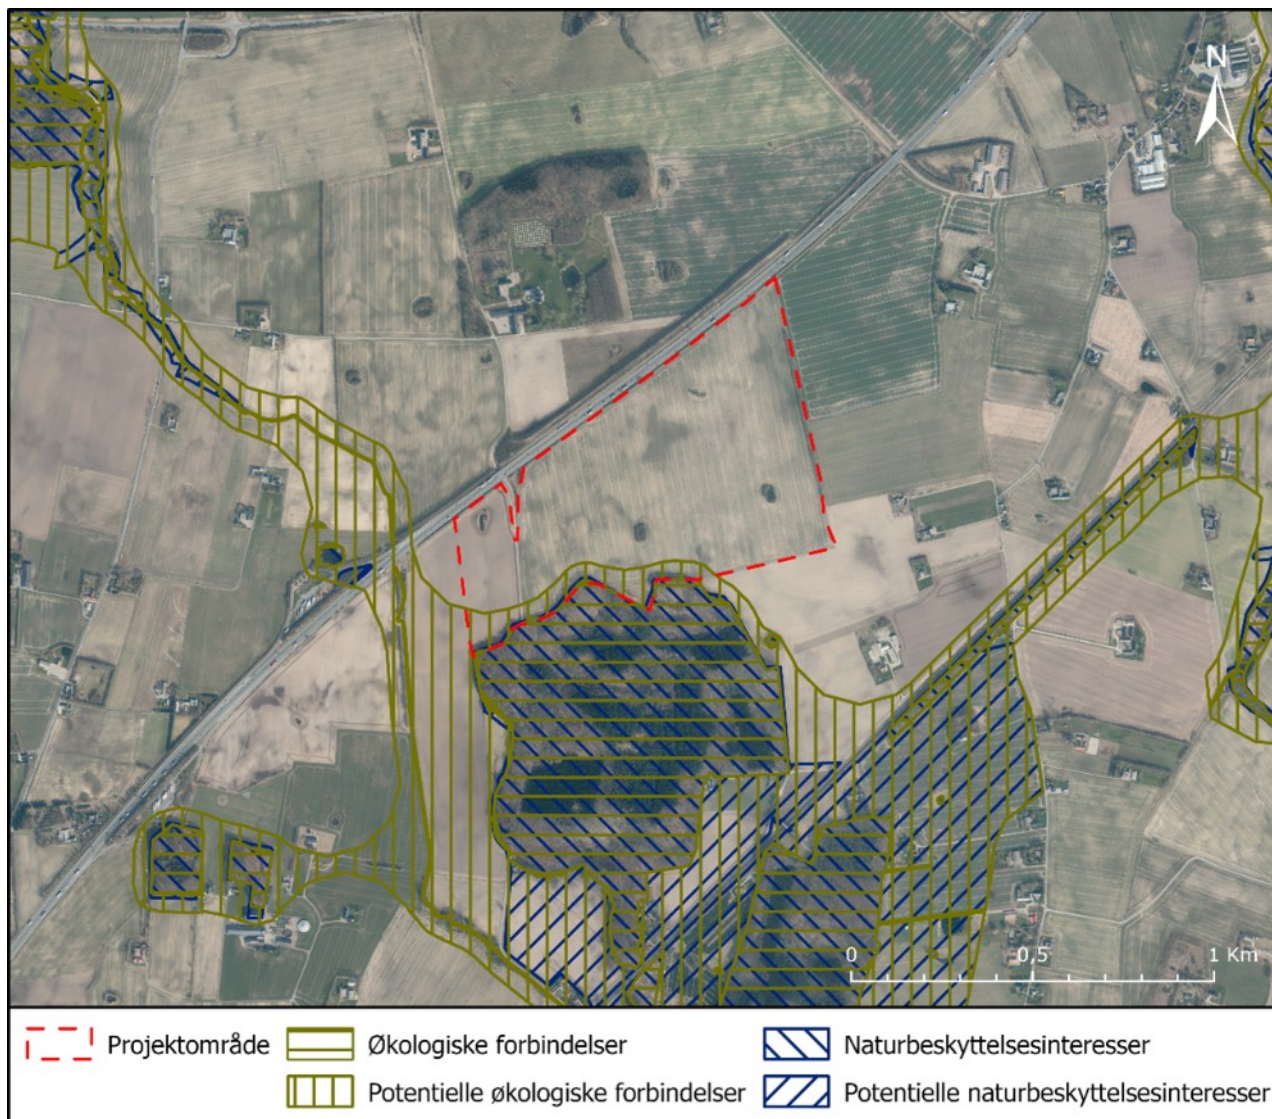 N
0 0,5 1 Km
Projektområde Økologiske forbindelser Naturbeskyttelsesinteresser
Potentielle økologiske forbindelser Potentielle naturbeskyttelsesinteresser